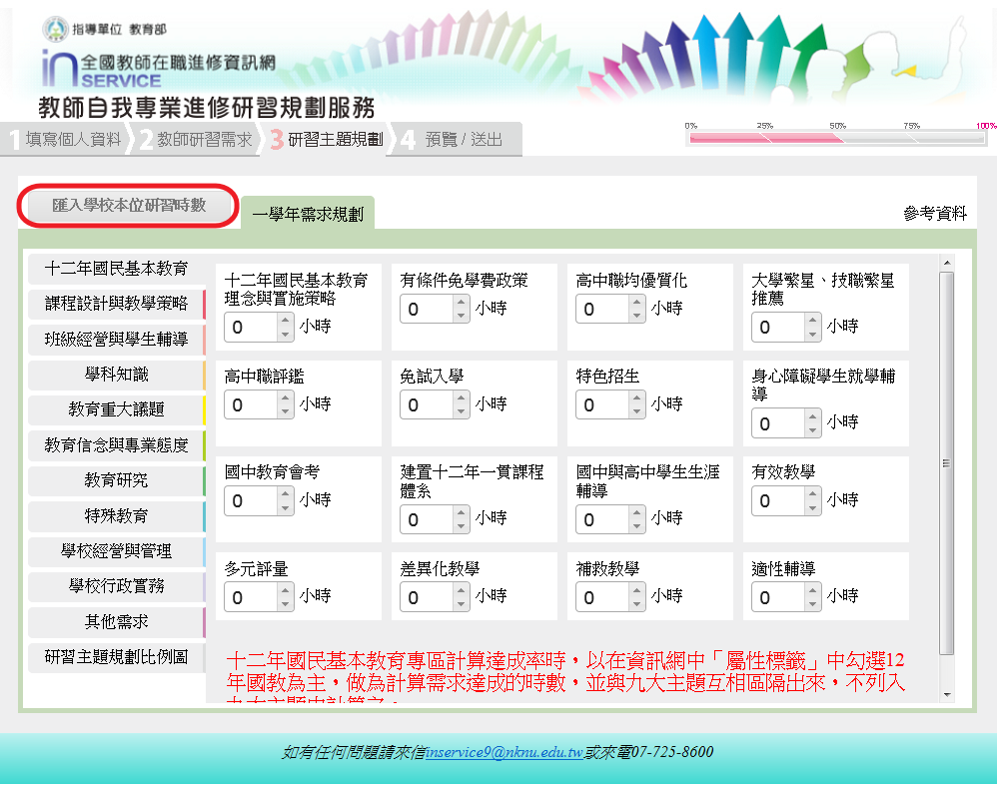 指導單位 教育部
in 全國教師在職進修資訊網
SERVICE
教師自我專業進修研習規劃服務
1 填寫個人資料 2 教師研習需求 3 研習主題規劃 4 預覽 / 送出
0% 25% 50% 75% 100%
匯入學校本位研習時數
一學年需求規劃
參考資料
十二年國民基本教育
課程設計與教學策略
班級經營與學生輔導
學科知識
教育重大議題
教育信念與專業態度
教育研究
特殊教育
學校經營與管理
學校行政實務
其他需求
研習主題規劃比例圖
十二年國民基本教育
理念與實施策略
0 小時
有條件免學費政策
0 小時
高中職均優質化
0 小時
大學繁星、技職繁星
推薦
0 小時
高中職評鑑
0 小時
免試入學
0 小時
特色招生
0 小時
身心障礙學生就學輔
導
0 小時
國中教育會考
0 小時
建置十二年一貫課程
體系
0 小時
國中與高中學生生涯
輔導
0 小時
有效教學
0 小時
多元評量
0 小時
差異化教學
0 小時
補救教學
0 小時
適性輔導
0 小時
十二年國民基本教育專區計算達成率時，以在資訊網中「屬性標籤」中勾選12
年國教為主，做為計算需求達成的時數，並與九大主題互相區隔出來，不列入
如有任何問題請來信inservice9@nknu.edu.tw或來電07-725-8600